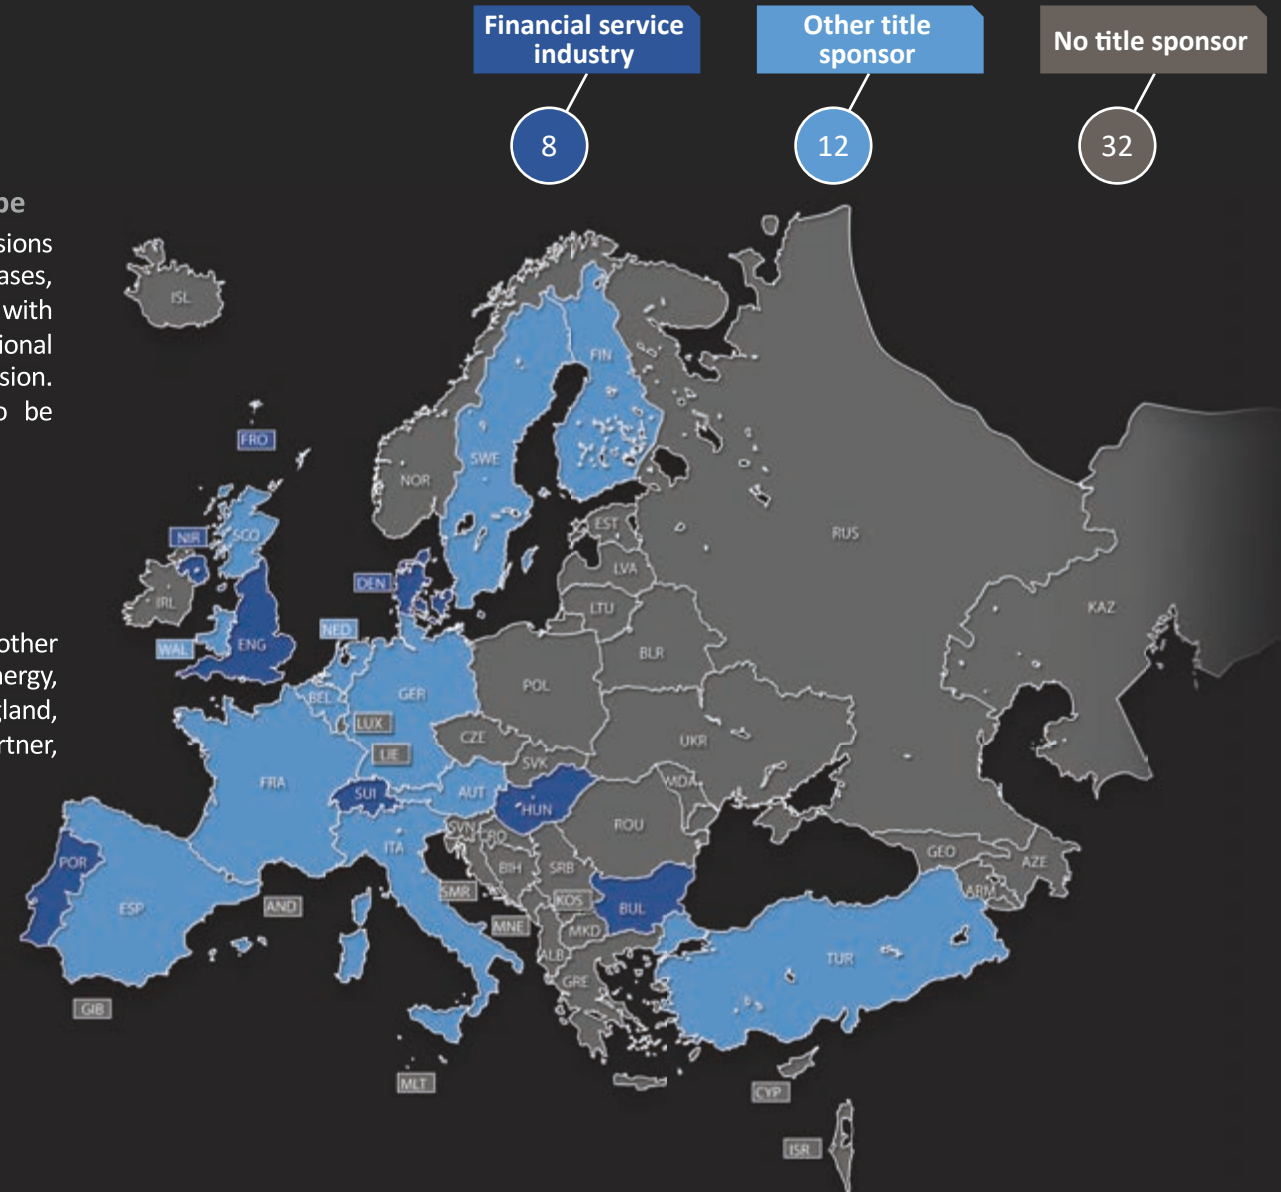 Financial service
industry
Other title
sponsor
No title sponsor
8
12
32
pe
sions
ases,
with
ional
sion.
o be
other
nergy,
gland,
rtner,
ISL
FRO
FIN
NOR
SWE
RUS
EST
LVA
LTU
BLR
KAZ
NIR
SCO
IRL
DEN
WAL
ENG
NED
BEL
GER
POL
LUX
LIE
CZE
SVK
UKR
MDA
FRA
SUI
AUT
HUN
ROU
SVN
CRO
ITA
BIH
SRB
GEO
AZE
ARM
POR
ESP
AND
SMR
KOS
BUL
MNE
MKD
ALB
GRE
TUR
GIB
MLT
CYP
ISR